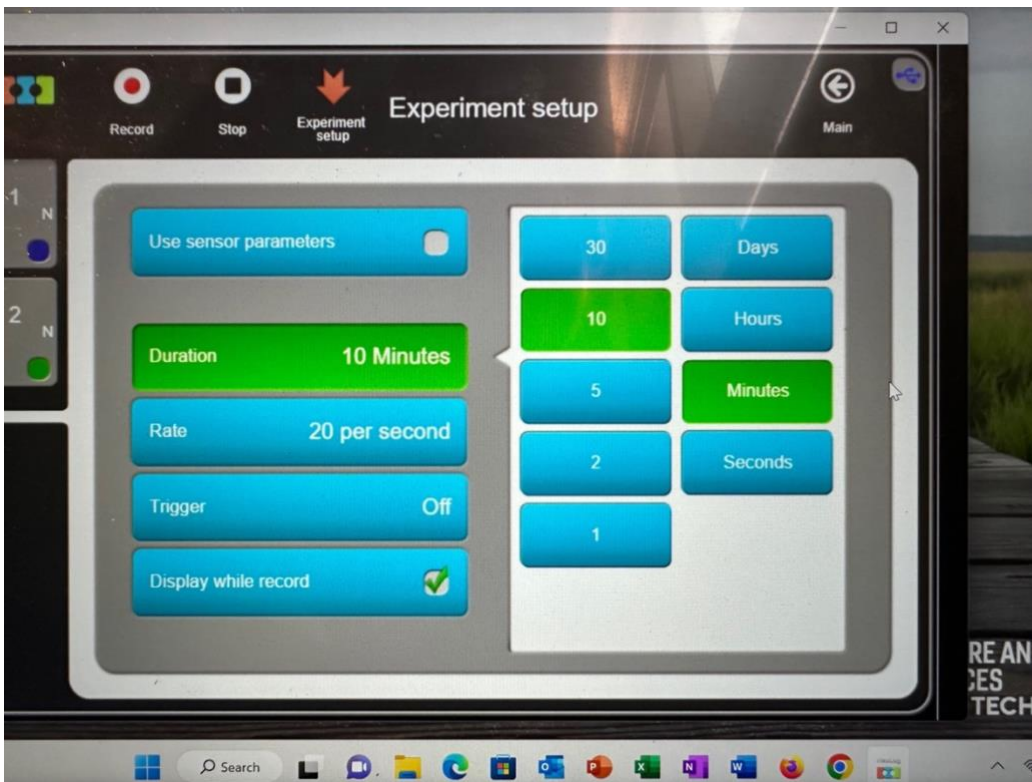 Record
Stop
Experiment
setup
Experiment setup
Main
1
N
2
N
Use sensor parameters
Duration 10 Minutes
Rate 20 per second
Trigger Off
Display while record
30 Days
10 Hours
5 Minutes
2 Seconds
1
RE AN
CES
TECH
Search